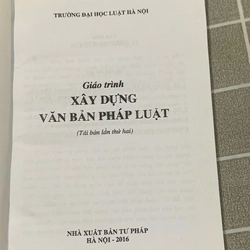 TRƯỜNG ĐẠI HỌC LUẬT HÀ NỘI
Giáo trình
XÂY DỰNG
VĂN BẢN PHÁP LUẬT
(Tái bản lần thứ hai)
NHÀ XUẤT BẢN TƯ PHÁP
HÀ NỘI - 2016